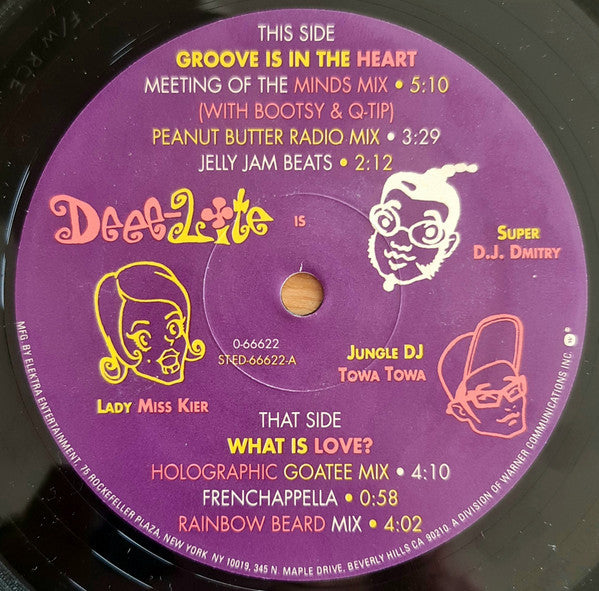 THIS SIDE
GROOVE IS IN THE HEART
MEETING OF THE MINDS MIX • 5:10
(WITH BOOTSY & Q-TIP)
PEANUT BUTTER RADIO MIX • 3:29
JELLY JAM BEATS • 2:12
Deee-Lite IS
SUPER
D.J. DMITRY
0-66622
ST-ED-66622-A
JUNGLE DJ
TOWA TOWA
LADY MISS KIER
THAT SIDE
WHAT IS LOVE?
HOLOGRAPHIC GOATEE MIX • 4:10
FRENCHAPPELLA • 0:58
RAINBOW BEARD MIX • 4:02
MFG. BY ELEKTRA ENTERTAINMENT, 75 ROCKEFELLER PLAZA, NEW YORK NY 10019, 345 N. MAPLE DRIVE, BEVERLY HILLS CA 90210. A DIVISION OF WARNER COMMUNICATIONS INC.